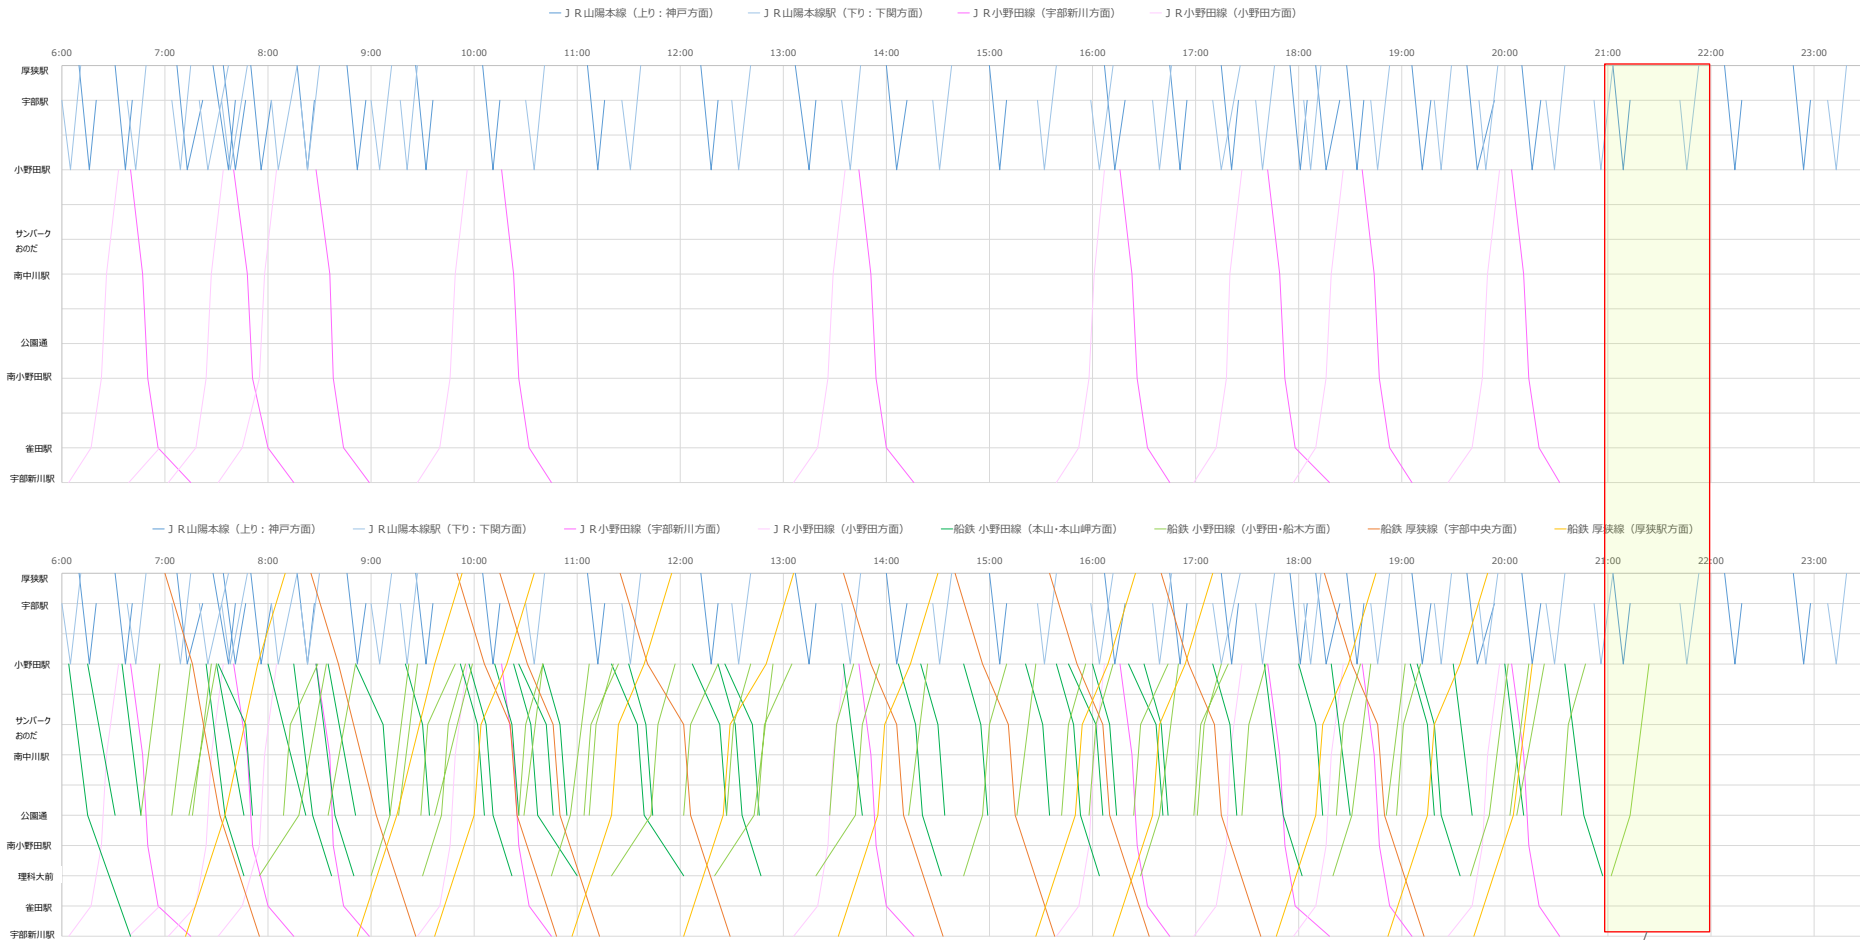 ＪＲ山陽本線（上り：神戸方面） ＪＲ山陽本線駅（下り：下関方面） ＪＲ小野田線（宇部新川方面） ＪＲ小野田線（小野田方面）
6:00 7:00 8:00 9:00 10:00 11:00 12:00 13:00 14:00 15:00 16:00 17:00 18:00 19:00 20:00 21:00 22:00 23:00
厚狭駅
宇部駅
小野田駅
サンパーク
おのだ
南中川駅
公園通
南小野田駅
雀田駅
宇部新川駅
ＪＲ山陽本線（上り：神戸方面） ＪＲ山陽本線駅（下り：下関方面） ＪＲ小野田線（宇部新川方面） ＪＲ小野田線（小野田方面） 船鉄 小野田線（本山・本山岬方面） 船鉄 小野田線（小野田・船木方面） 船鉄 厚狭線（宇部中央方面） 船鉄 厚狭線（厚狭駅方面）
6:00 7:00 8:00 9:00 10:00 11:00 12:00 13:00 14:00 15:00 16:00 17:00 18:00 19:00 20:00 21:00 22:00 23:00
厚狭駅
宇部駅
小野田駅
サンパーク
おのだ
南中川駅
公園通
南小野田駅
理科大前
雀田駅
宇部新川駅